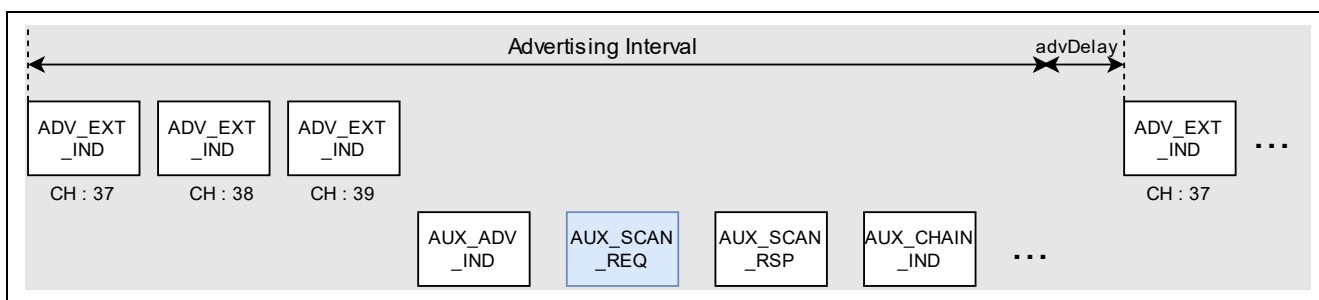 Advertising Interval
advDelay
ADV_EXT
_IND
ADV_EXT
_IND
ADV_EXT
_IND
ADV_EXT
_IND
...
CH : 37
CH : 38
CH : 39
CH : 37
AUX_ADV
_IND
AUX_SCAN
_REQ
AUX_SCAN
_RSP
AUX_CHAIN
_IND
...